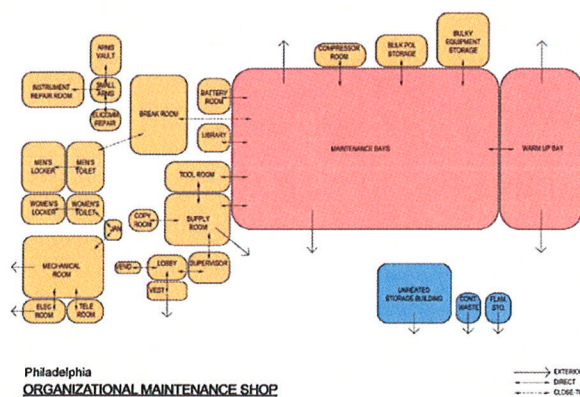 ARMS
VAULT
COMPRESSOR
ROOM
BULK POL
STORAGE
BULKY
EQUIPMENT
STORAGE
INSTRUMENT
REPAIR ROOM
SMALL
ARMS
BREAK ROOM
BATTERY
ROOM
LIBRARY
MAINTENANCE BAYS
WARM UP BAY
MEN'S
LOCKER
MEN'S
TOILET
WOMEN'S
LOCKER
WOMEN'S
TOILET
TOOL ROOM
COPY
ROOM
SUPPLY
ROOM
JAN
MECHANICAL
ROOM
VEND
LOBBY
SUPERVISOR
VEST
ELEC
ROOM
TELE
ROOM
UNHEATED
STORAGE BUILDING
CONT.
WASTE
FLAM.
STO.
Philadelphia
ORGANIZATIONAL MAINTENANCE SHOP
EXTERIOR
DIRECT